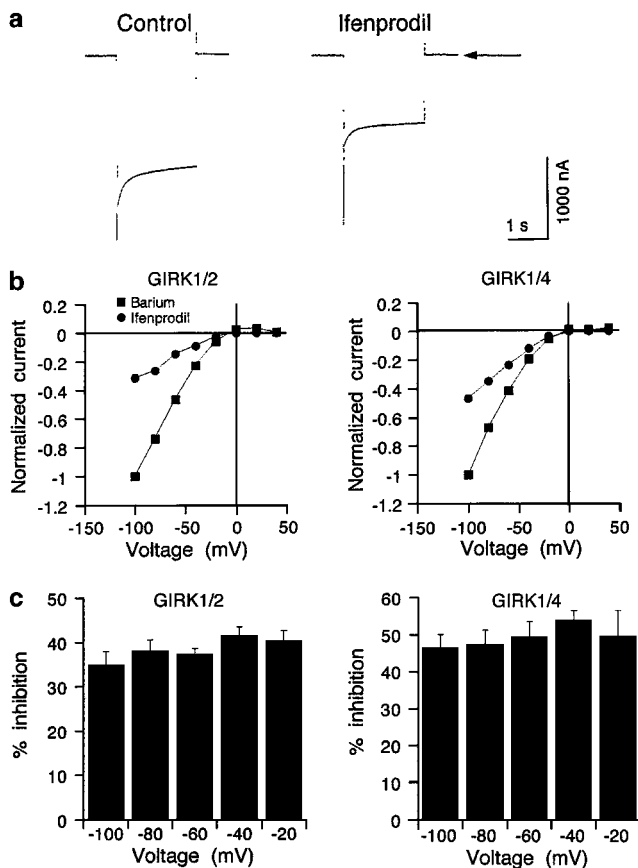 a
Control
Ifenprodil
1 s
1000 nA
b
GIRK1/2
Barium
Ifenprodil
Normalized current
0.2
0
-0.2
-0.4
-0.6
-0.8
-1
-1.2
-150 -100 -50 0 50
Voltage (mV)
GIRK1/4
Normalized current
0.2
0
-0.2
-0.4
-0.6
-0.8
-1
-1.2
-150 -100 -50 0 50
Voltage (mV)
c
GIRK1/2
% inhibition
50
40
30
20
10
0
-100 -80 -60 -40 -20
Voltage (mV)
GIRK1/4
% inhibition
60
50
40
30
20
10
0
-100 -80 -60 -40 -20
Voltage (mV)